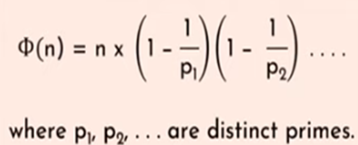 Φ(n) = n x (1 - 1/p₁)(1 - 1/p₂) ....
where p₁, p₂, ... are distinct primes.